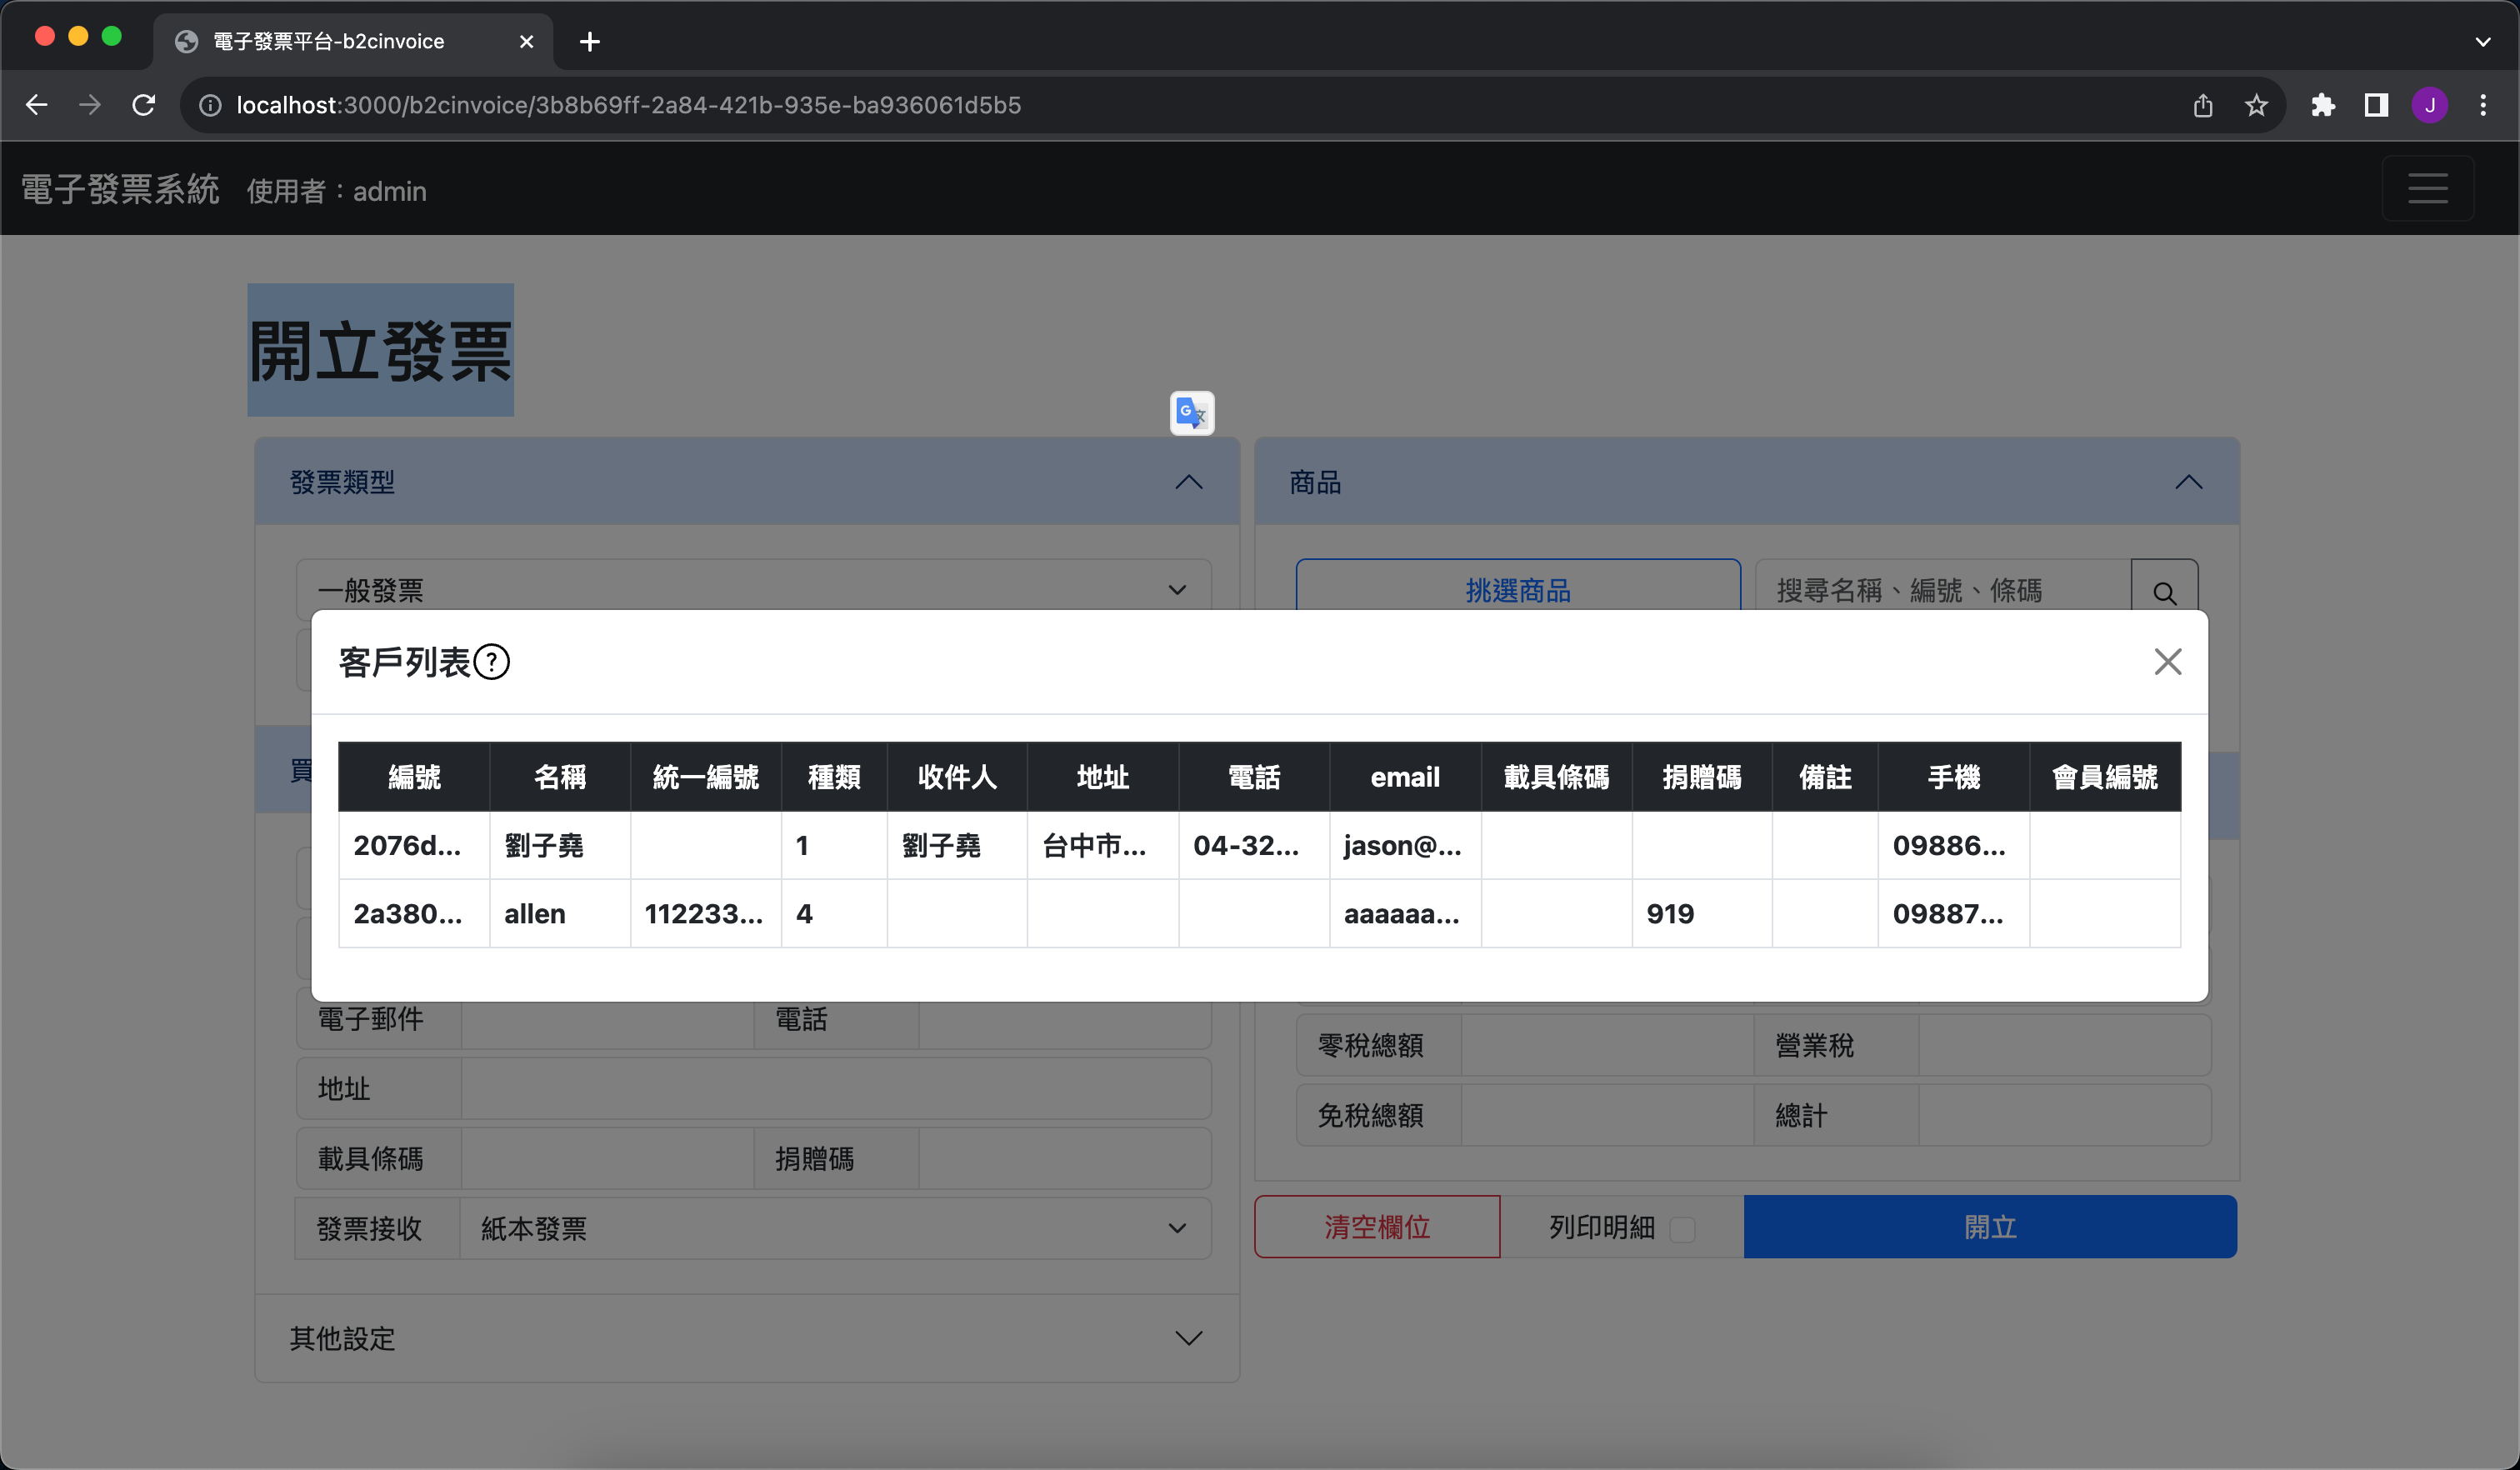 電子發票平台-b2cinvoice
localhost:3000/b2cinvoice/3b8b69ff-2a84-421b-935e-ba936061d5b5
J
電子發票系統 使用者：admin
開立發票
發票類型
商品
一般發票
挑選商品 搜尋名稱、編號、條碼
客戶列表?
買
編號 名稱 統一編號 種類 收件人 地址 電話 email 載具條碼 捐贈碼 備註 手機 會員編號
2076d... 劉子堯 1 劉子堯 台中市... 04-32... jason@... 09886...
2a380... allen 112233... 4 aaaaaa... 919 09887...
電子郵件 電話
零稅總額 營業稅
地址
免稅總額 總計
載具條碼 捐贈碼
發票接收 紙本發票
清空欄位 列印明細 開立
其他設定